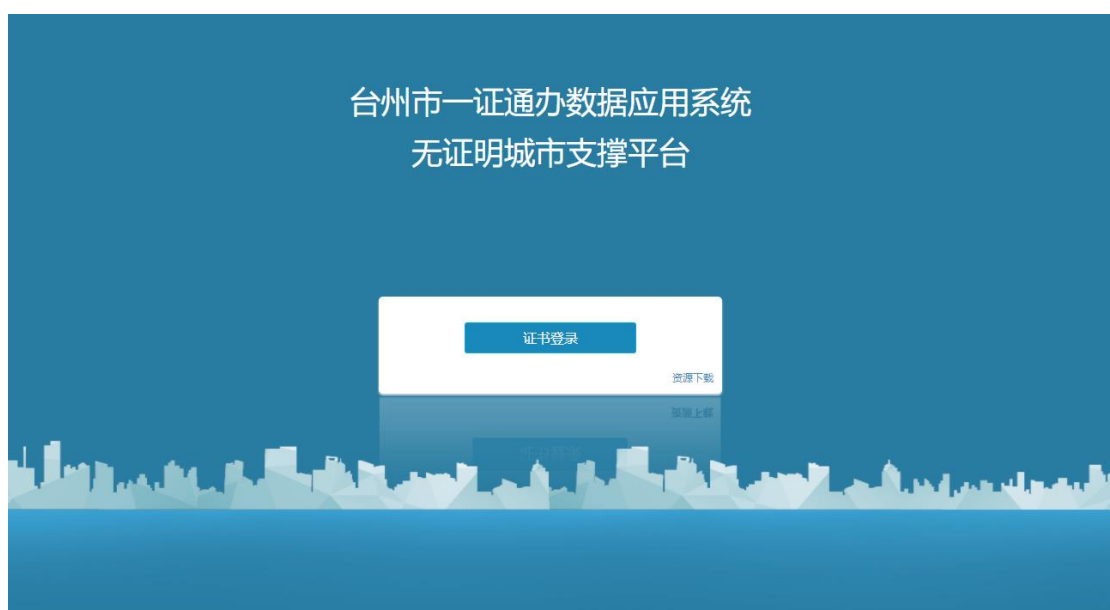 台州市一证通办数据应用系统
无证明城市支撑平台
证书登录
资源下载